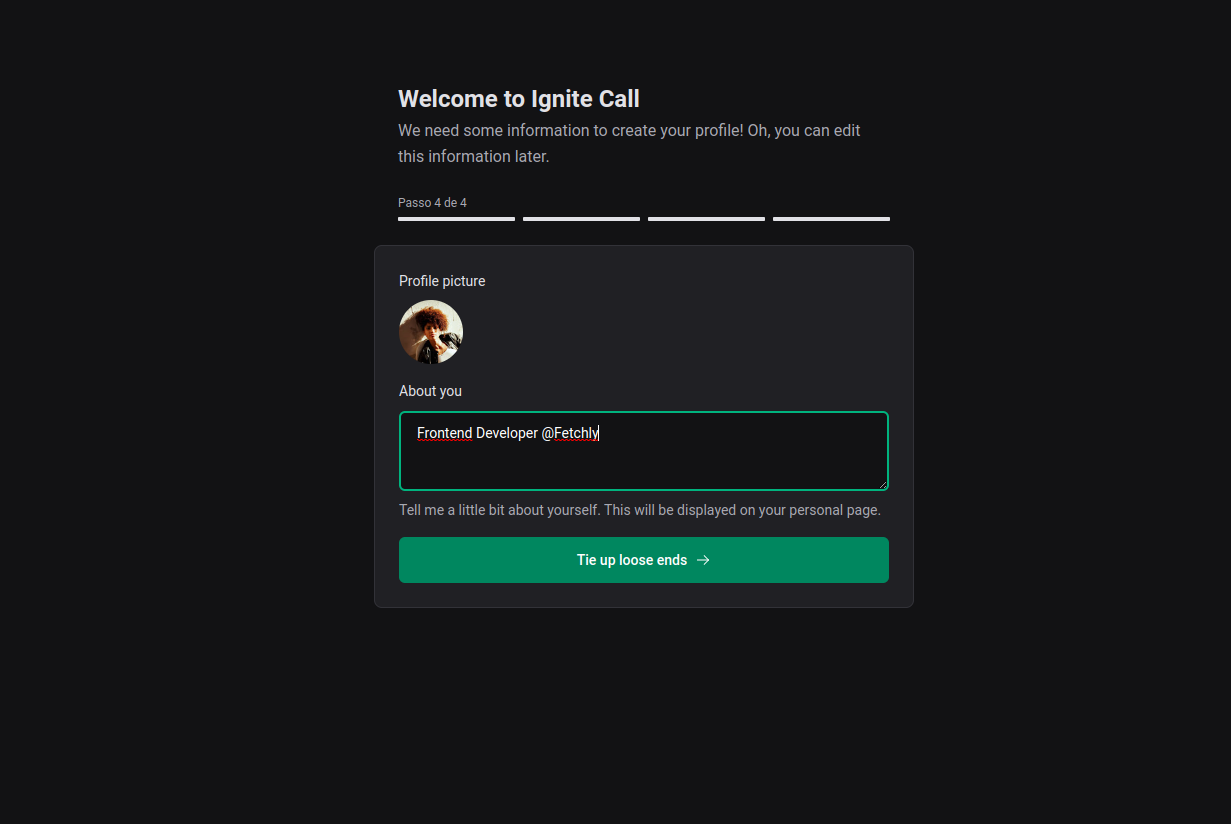 Welcome to Ignite Call
We need some information to create your profile! Oh, you can edit
this information later.
Passo 4 de 4
Profile picture
About you
Frontend Developer @Fetchly
Tell me a little bit about yourself. This will be displayed on your personal page.
Tie up loose ends →